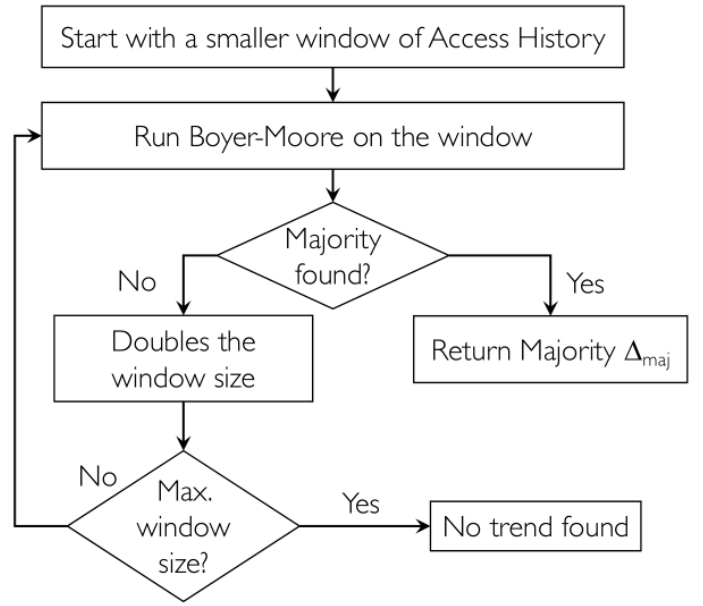 Start with a smaller window of Access History
Run Boyer-Moore on the window
Majority
found?
No
Yes
Doubles the
window size
Return Majority Δmaj
No
Max.
window
size?
Yes
No trend found